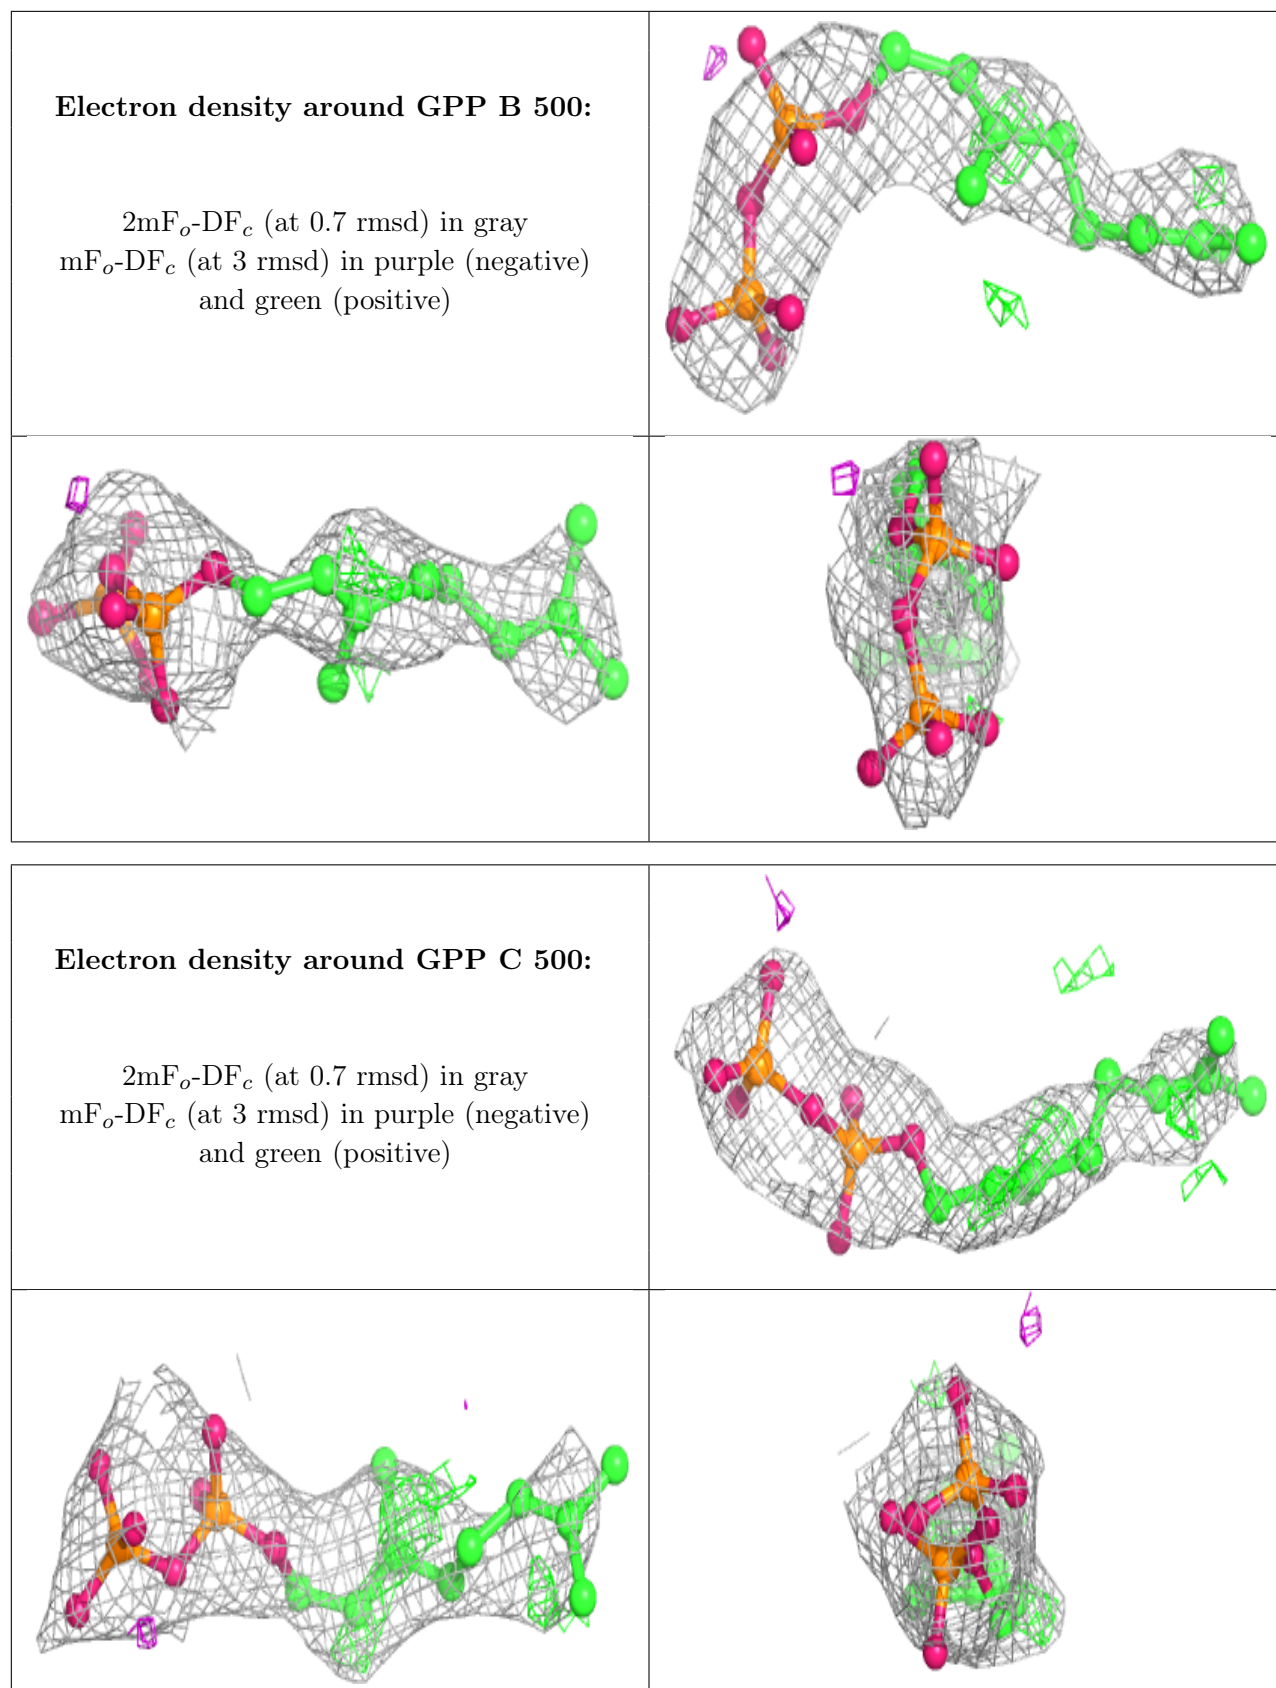 Electron density around GPP B 500:
2mFo-DFc (at 0.7 rmsd) in gray
mFo-DFc (at 3 rmsd) in purple (negative)
and green (positive)
Electron density around GPP C 500:
2mFo-DFc (at 0.7 rmsd) in gray
mFo-DFc (at 3 rmsd) in purple (negative)
and green (positive)